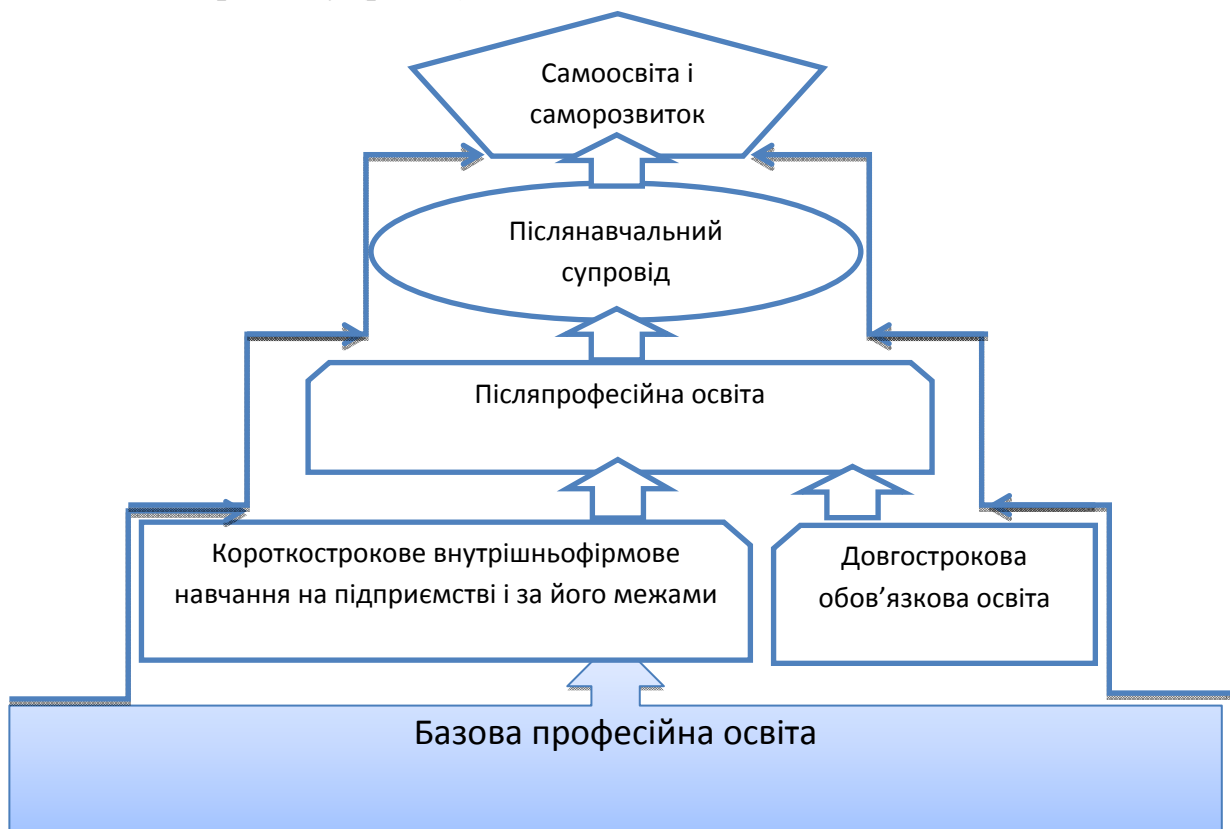 Самоосвіта і
саморозвиток
Післянавчальний
супровід
Післяпрофесійна освіта
Короткострокове внутрішньофірмове
навчання на підприємстві і за його межами
Довгострокова
обов’язкова освіта
Базова професійна освіта